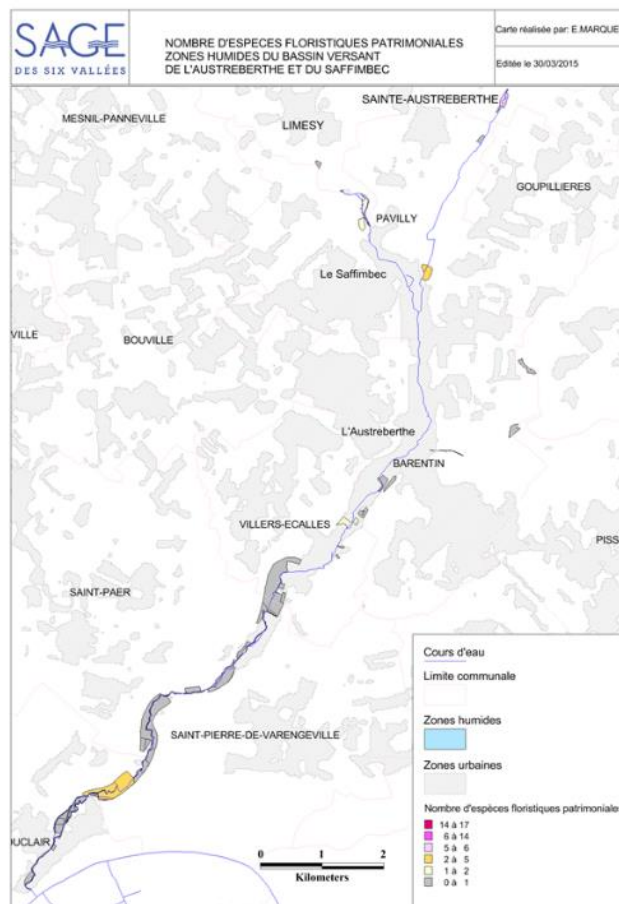 SAGE
DES SIX VALLÉES
NOMBRE D'ESPECES FLORISTIQUES PATRIMONIALES
ZONES HUMIDES DU BASSIN VERSANT
DE L'AUSTREBERTHE ET DU SAFFIMBEC
Carte réalisée par: E.MARQUE
Editée le 30/03/2015
SAINTE-AUSTREBERTHE
MESNIL-PANNEVILLE
LIMESY
GOUPILLIERES
PAVILLY
Le Saffimbec
VILLE
BOUVILLE
L'Austreberthe
BARENTIN
VILLERS-ECALLES
PISS
SAINT-PAER
SAINT-PIERRE-DE-VARENGEVILLE
DUCLAIR
0 1 2
Kilometers
Cours d'eau
Limite communale
Zones humides
Zones urbaines
Nombre d'espèces floristiques patrimoniales
14 à 17
6 à 14
5 à 6
2 à 5
1 à 2
0 à 1